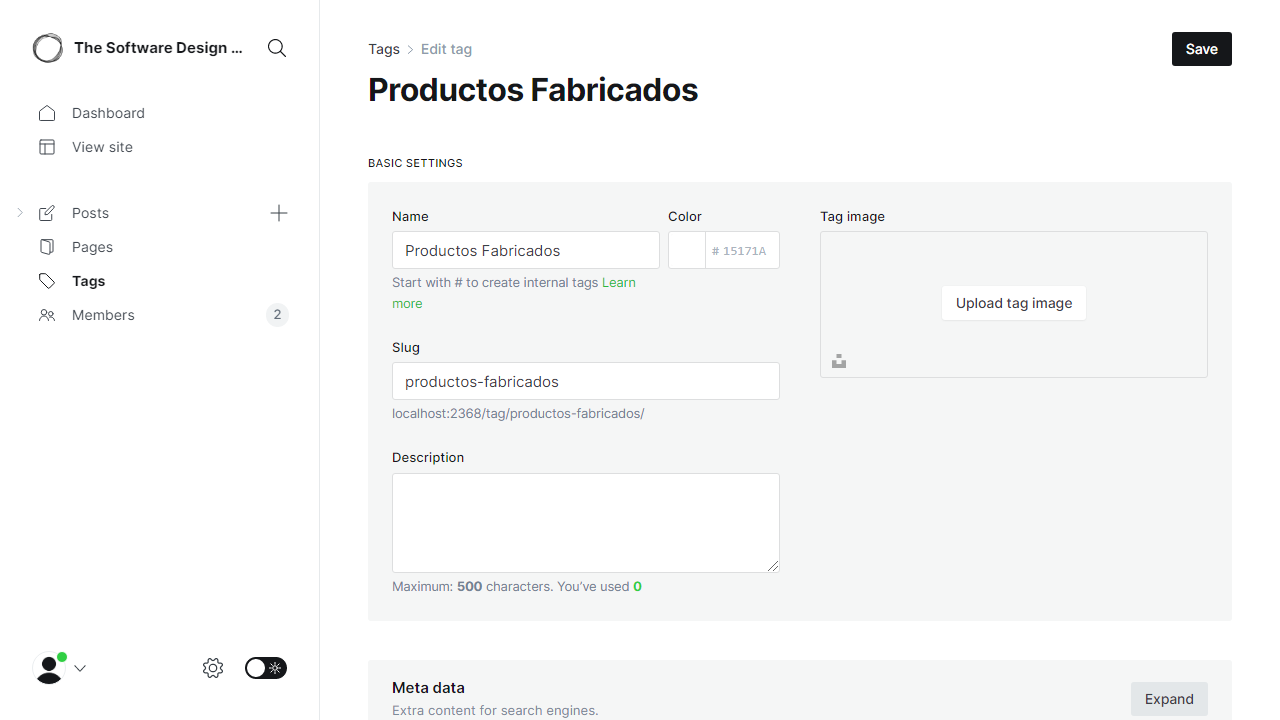 The Software Design ...
Dashboard
View site
Posts
Pages
Tags
Members 2
Tags > Edit tag
Save
Productos Fabricados
BASIC SETTINGS
Name
Productos Fabricados
Color
# 15171A
Start with # to create internal tags Learn
more
Slug
productos-fabricados
localhost:2368/tag/productos-fabricados/
Description
Maximum: 500 characters. You’ve used 0
Tag image
Upload tag image
Meta data
Extra content for search engines.
Expand